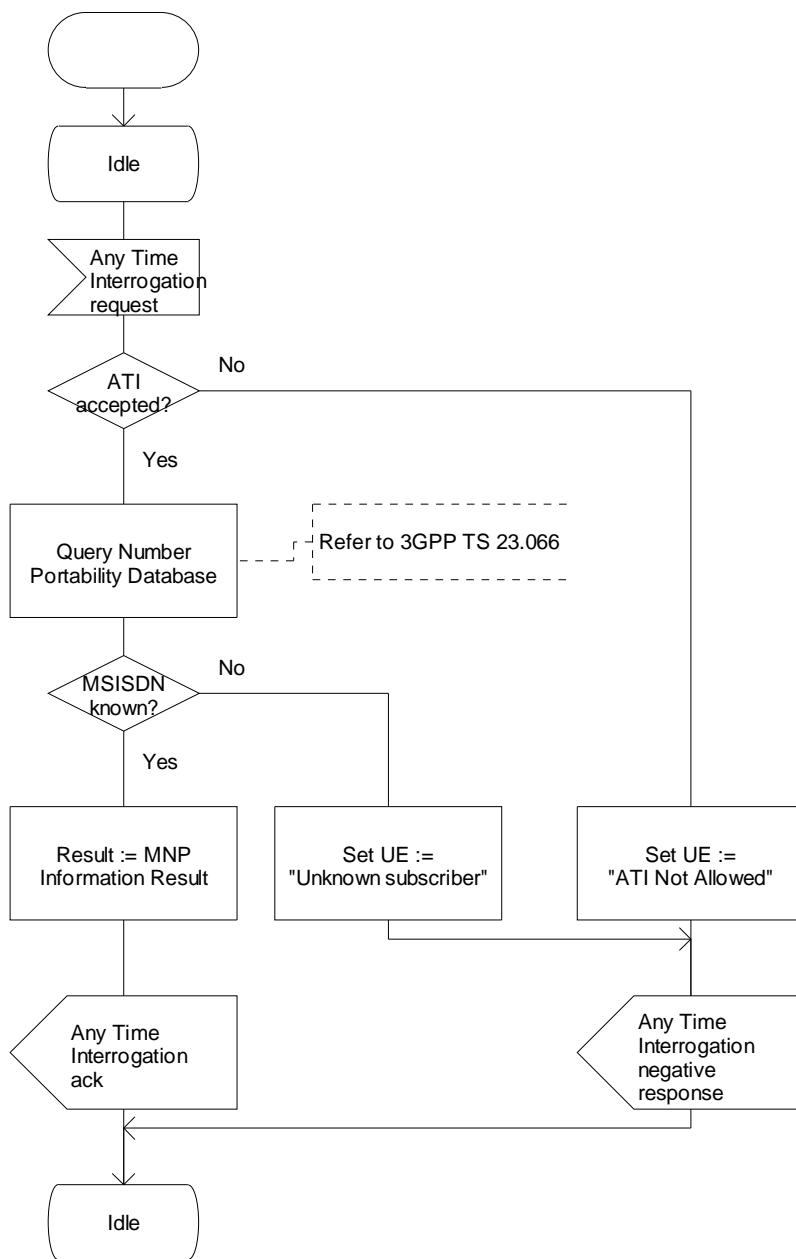 Idle
Any Time
Interrogation
request
ATI
accepted?
No
Yes
Query Number
Portability Database
Refer to 3GPP TS 23.066
MSISDN
known?
No
Yes
Result := MNP
Information Result
Set UE :=
"Unknown subscriber"
Set UE :=
"ATI Not Allowed"
Any Time
Interrogation
ack
Any Time
Interrogation
negative
response
Idle